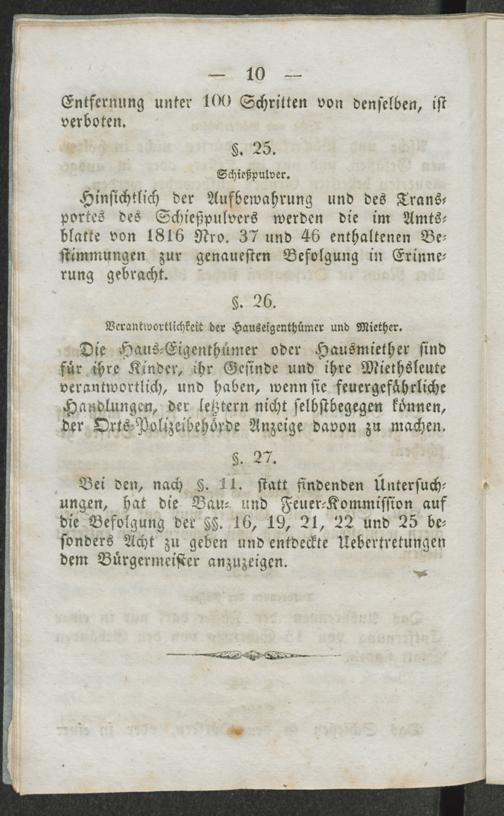 — 10 —
Entfernung unter 100 Schritten von denselben, ist
verboten.
§. 25.
Schießpulver.
Hinsichtlich der Aufbewahrung und des Trans-
portes des Schießpulvers werden die im Amts-
blatte von 1816 Nro. 37 und 46 enthaltenen Be-
stimmungen zur genauesten Befolgung in Erinne-
rung gebracht.
§. 26.
Verantwortlichkeit der Hauseigenthümer und Miether.
Die Haus-Eigenthümer oder Hausmiether sind
für ihre Kinder, ihr Gesinde und ihre Miethsleute
verantwortlich, und haben, wenn sie feuergefährliche
Handlungen, der letztern nicht selbstbegegen können,
der Orts-Polizeibehörde Anzeige davon zu machen.
§. 27.
Bei den, nach §. 11. statt findenden Untersuch-
ungen, hat die Bau- und Feuer-Kommission auf
die Befolgung der §§. 16, 19, 21, 22 und 25 be-
sonders Acht zu geben und entdeckte Uebertretungen
dem Bürgermeister anzuzeigen.